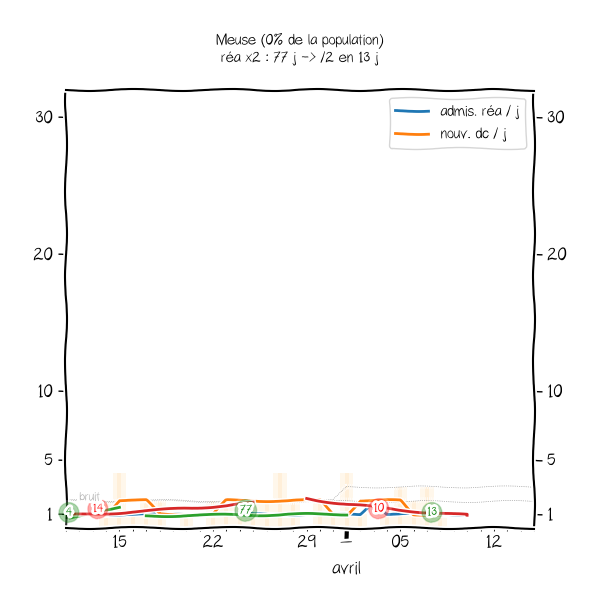 Meuse (0% de la population)
réa x2 : 77 j -> /2 en 13 j
admis. réa / j
nouv. dc / j
30 30
20 20
10 10
5 5
... bruit
4 14 77 10 13
1 1
15 22 29 1 05 12
avril